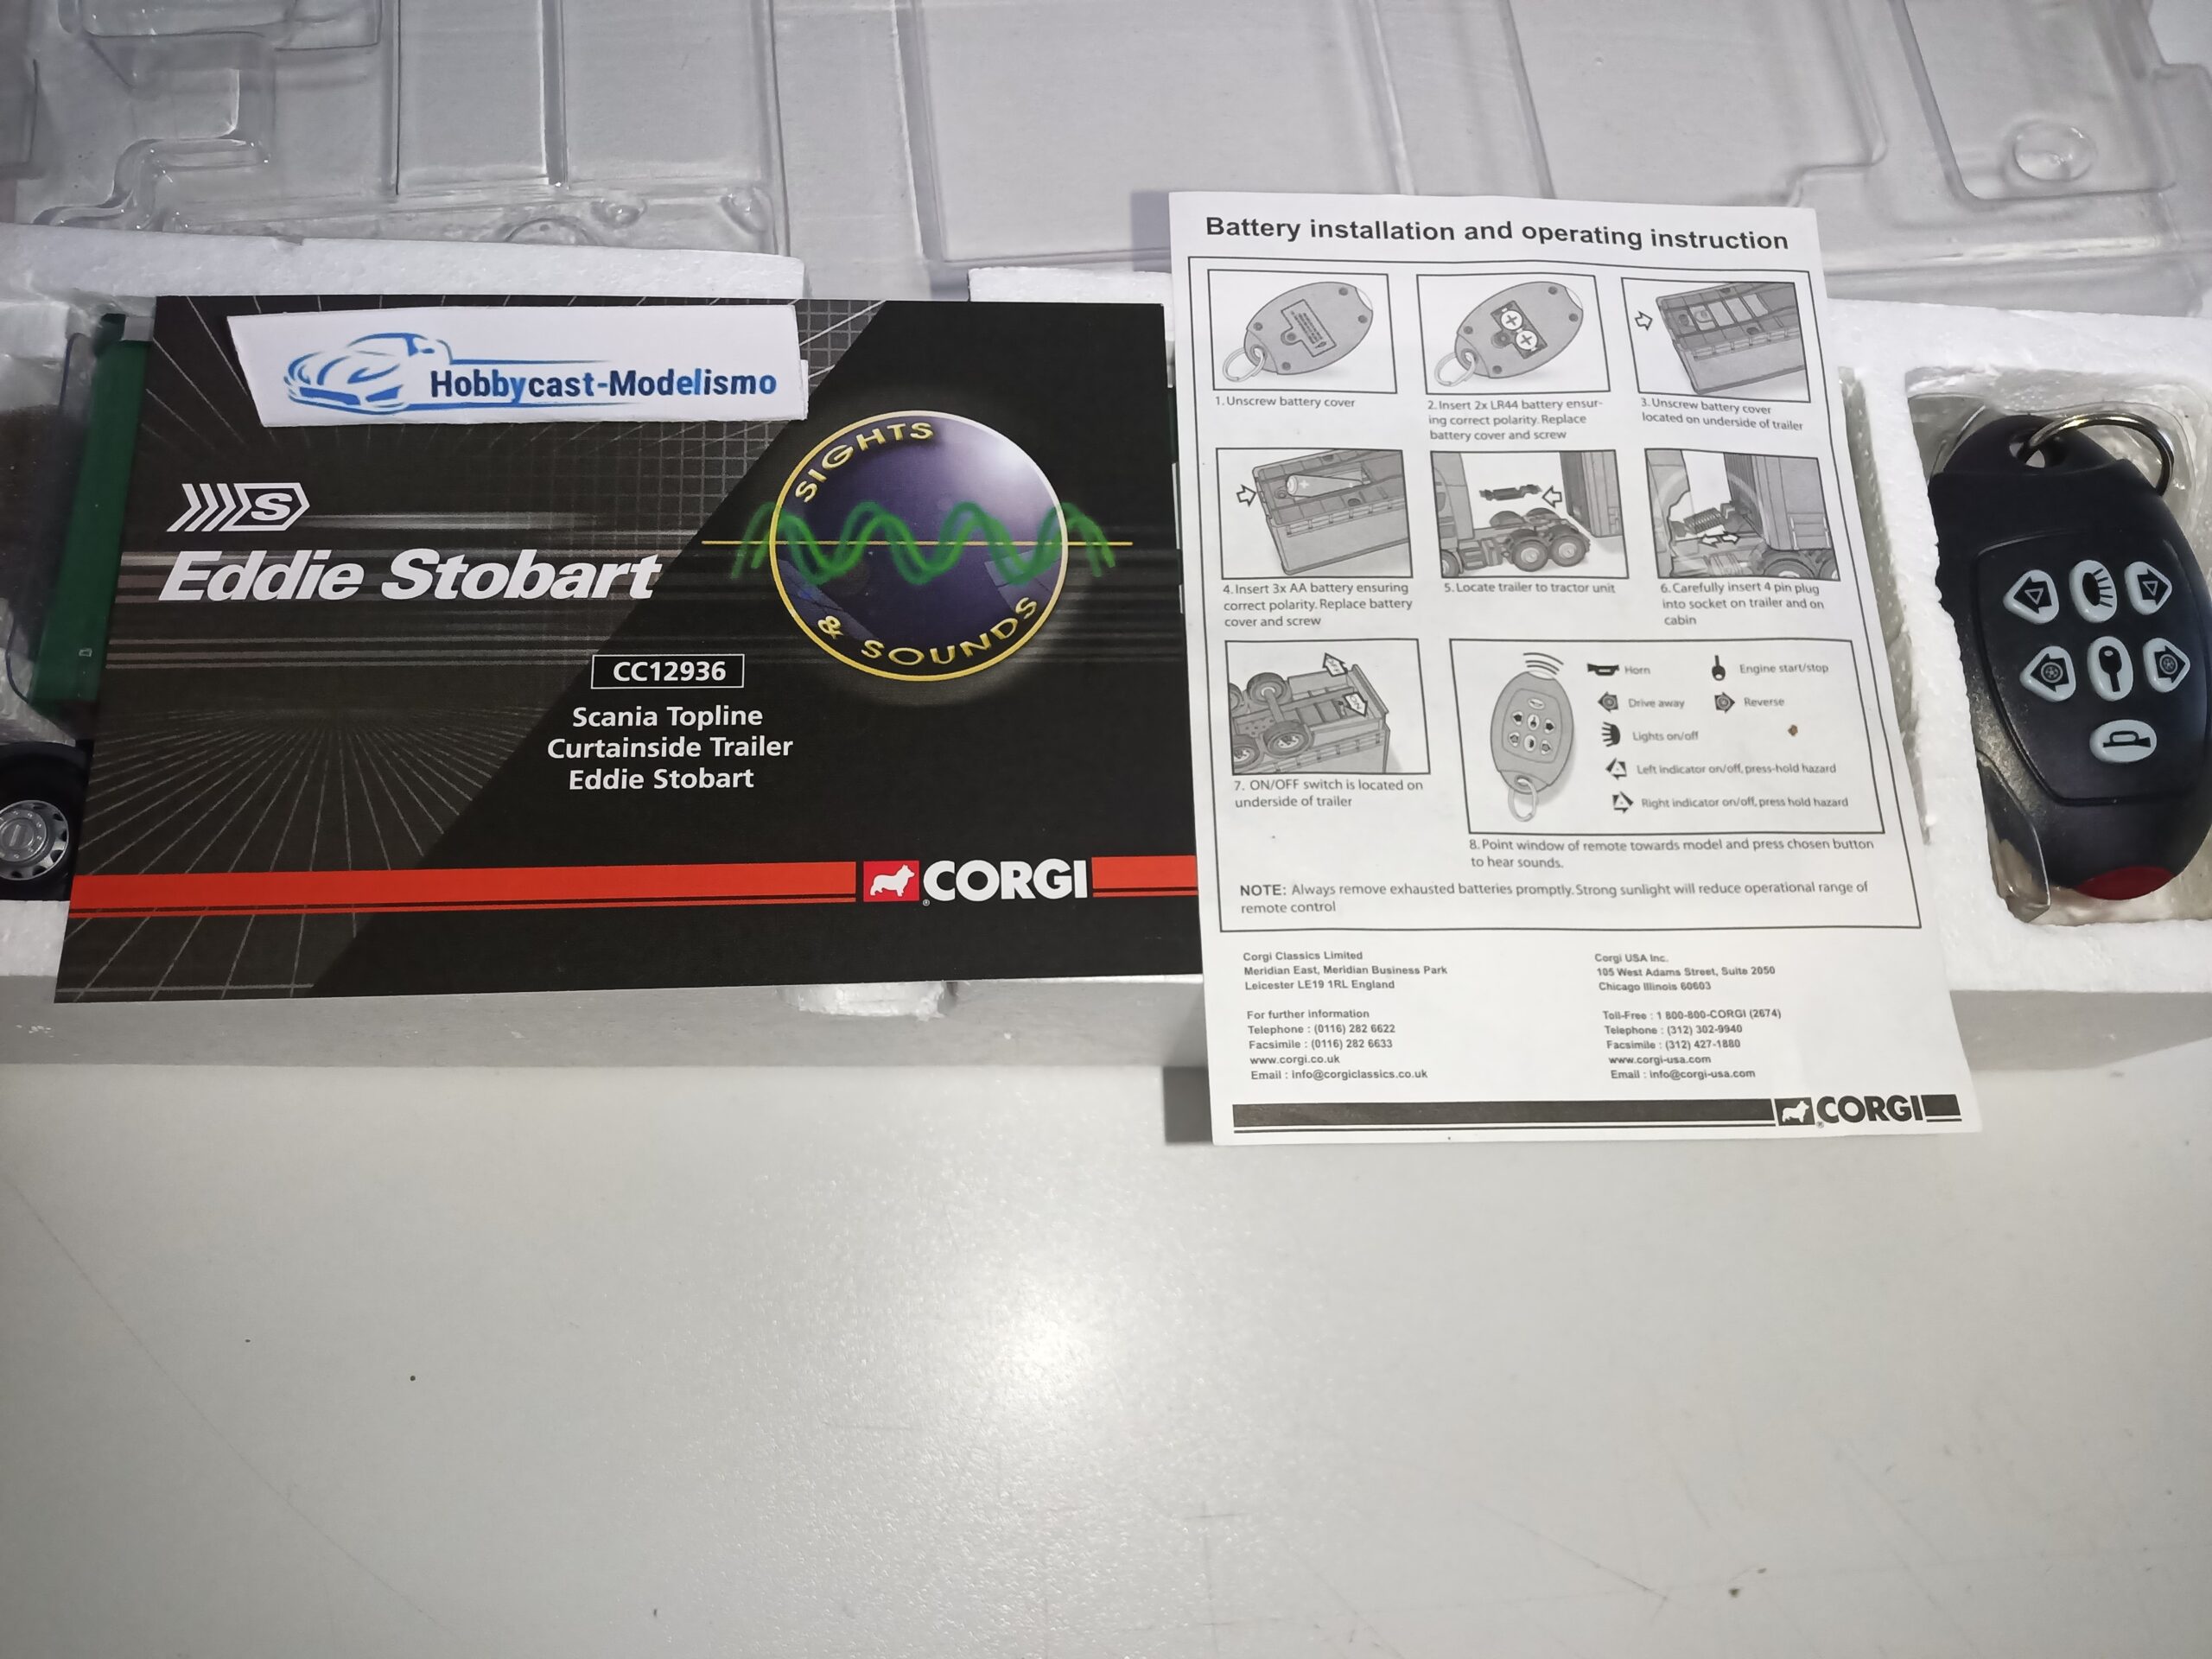 Hobbycast-Modelismo
SIGHTS
& SOUNDS
S
Eddie Stobart
CC12936
Scania Topline
Curtainside Trailer
Eddie Stobart
CORGI
Battery installation and operating instruction
1. Unscrew battery cover
2. Insert 2x LR44 battery ensur-
ing correct polarity. Replace
battery cover and screw
3. Unscrew battery cover
located on underside of trailer
4. Insert 3x AA battery ensuring
correct polarity. Replace battery
cover and screw
5. Locate trailer to tractor unit
6. Carefully insert 4 pin plug
into socket on trailer and on
cabin
7. ON/OFF switch is located on
underside of trailer
Horn
Engine start/stop
Drive away
Reverse
Lights on/off
Left indicator on/off, press-hold hazard
Right indicator on/off, press hold hazard
8. Point window of remote towards model and press chosen button
to hear sounds.
NOTE: Always remove exhausted batteries promptly. Strong sunlight will reduce operational range of
remote control
Corgi Classics Limited
Meridian East, Meridian Business Park
Leicester LE19 1RL England
For further information
Telephone : (0116) 282 6622
Facsimile : (0116) 282 6633
www.corgi.co.uk
Email : info@corgiclassics.co.uk
Corgi USA Inc.
105 West Adams Street, Suite 2050
Chicago Illinois 60603
Toll-Free : 1 800-800-CORGI (2674)
Telephone : (312) 302-9940
Facsimile : (312) 427-1880
www.corgi-usa.com
Email : info@corgi-usa.com
CORGI